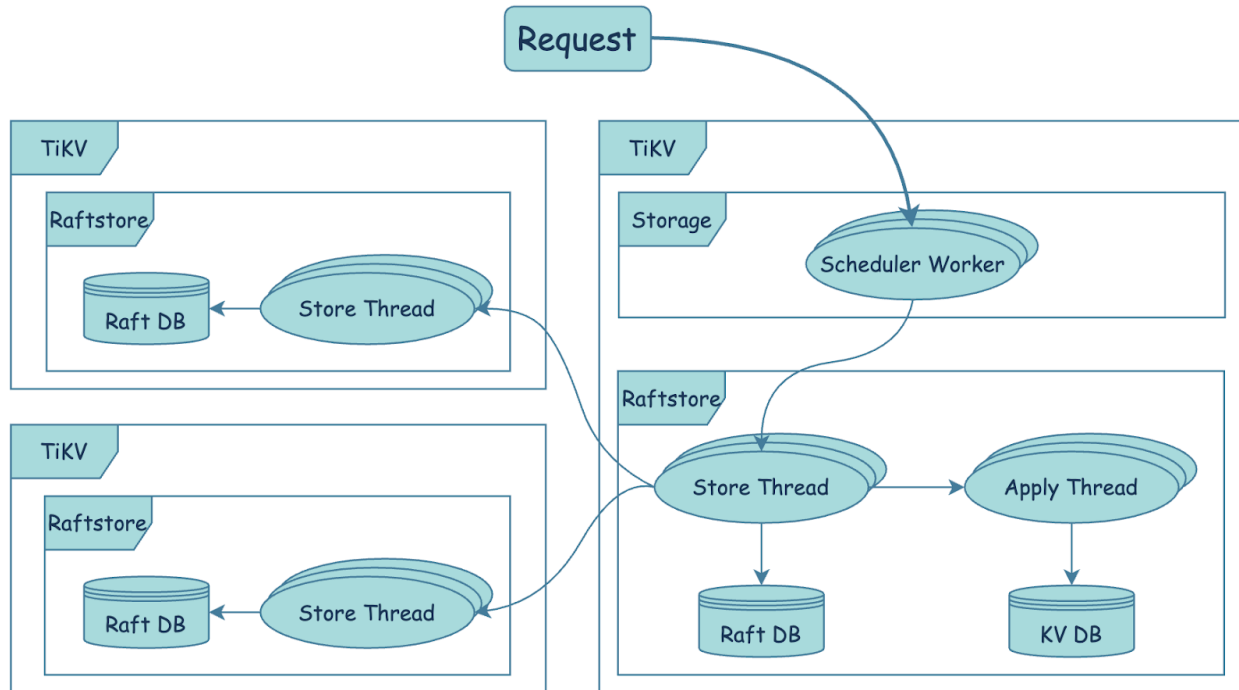 Request
TiKV
Raftstore
Raft DB
Store Thread
TiKV
Raftstore
Raft DB
Store Thread
TiKV
Storage
Scheduler Worker
Raftstore
Store Thread
Apply Thread
Raft DB
KV DB